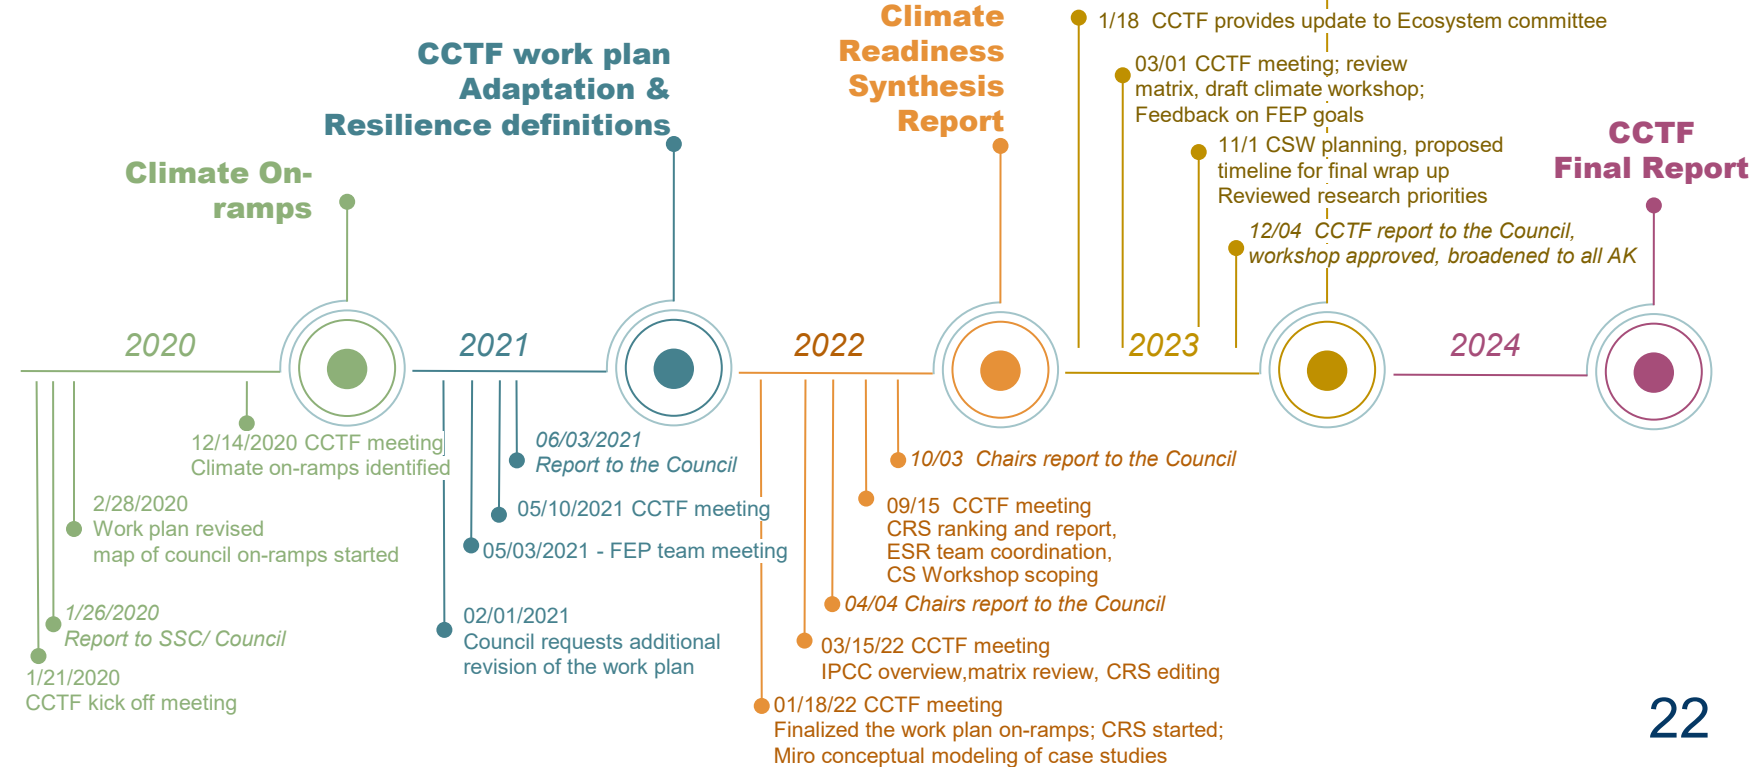 Climate On-
ramps
CCTF work plan
Adaptation &
Resilience definitions
Climate
Readiness
Synthesis
Report
1/18  CCTF provides update to Ecosystem committee
03/01 CCTF meeting; review
matrix, draft climate workshop;
Feedback on FEP goals
11/1 CSW planning, proposed
timeline for final wrap up
Reviewed research priorities
12/04  CCTF report to the Council,
workshop approved, broadened to all AK
CCTF
Final Report
2020
2021
2022
2023
2024
12/14/2020 CCTF meeting
Climate on-ramps identified
2/28/2020
Work plan revised
map of council on-ramps started
1/26/2020
Report to SSC/ Council
1/21/2020
CCTF kick off meeting
06/03/2021
Report to the Council
05/10/2021 CCTF meeting
05/03/2021 - FEP team meeting
02/01/2021
Council requests additional
revision of the work plan
10/03  Chairs report to the Council
09/15  CCTF meeting
CRS ranking and report,
ESR team coordination,
CS Workshop scoping
04/04 Chairs report to the Council
03/15/22 CCTF meeting
IPCC overview,matrix review, CRS editing
01/18/22 CCTF meeting
Finalized the work plan on-ramps; CRS started;
Miro conceptual modeling of case studies
22